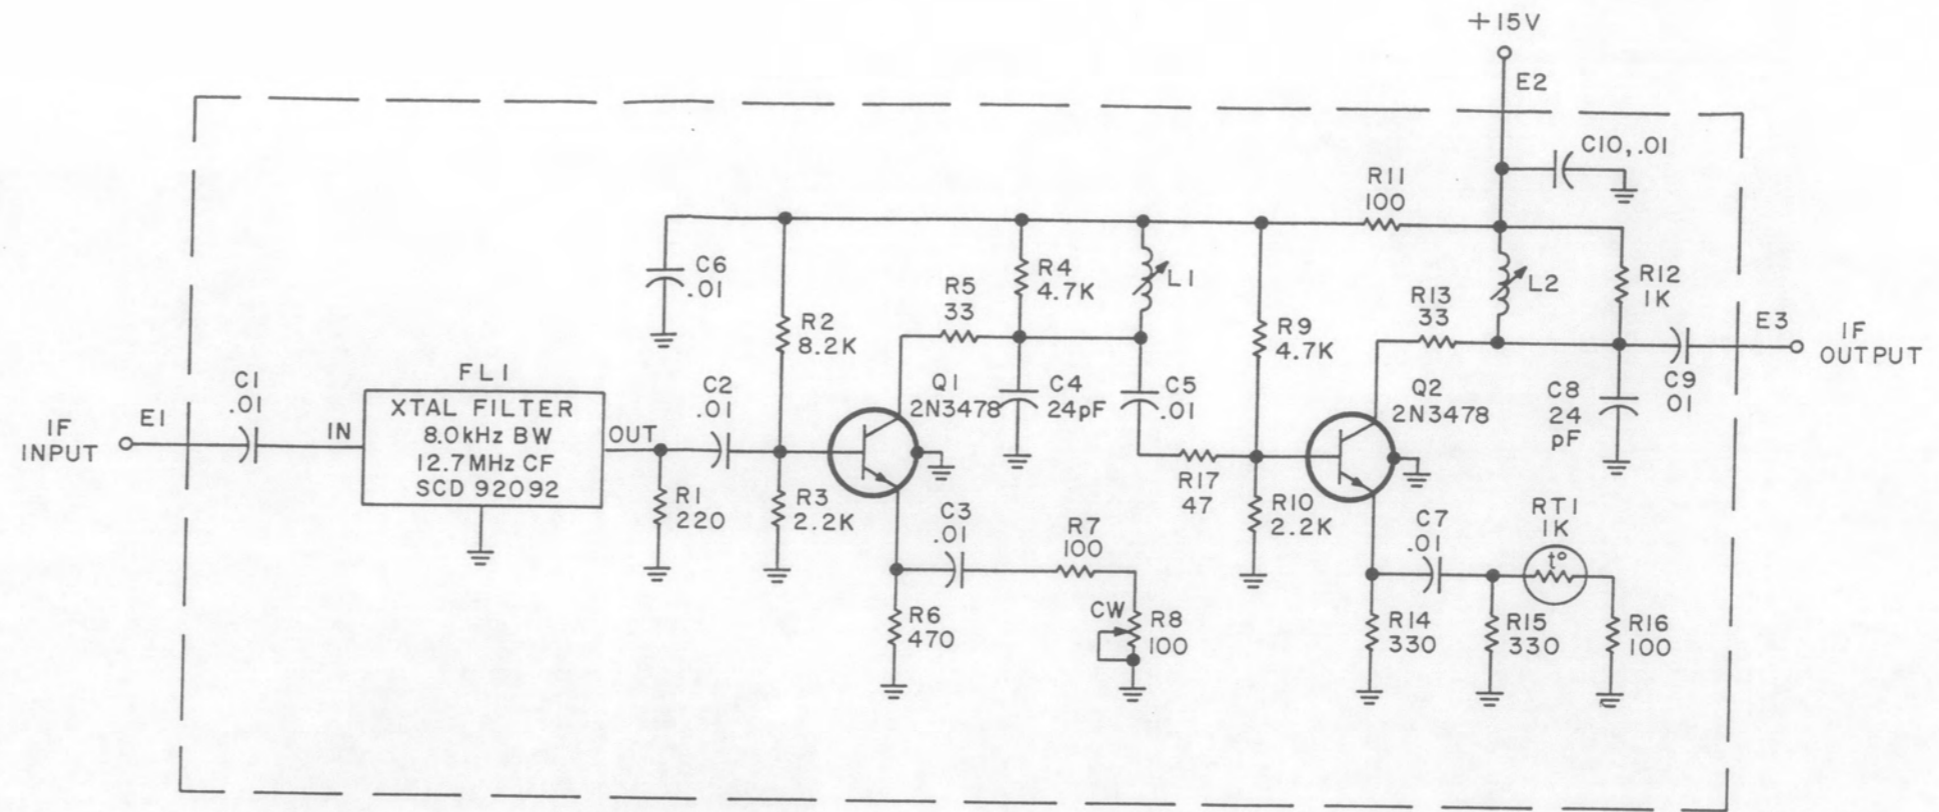 +15V
E2
C10, .01
R11
100
C6
.01
R2
8.2K
R5
33
R4
4.7K
L1
R9
4.7K
R13
33
L2
R12
1K
E3
IF
OUTPUT
FL1
XTAL FILTER
8.0kHz BW
12.7MHz CF
SCD 92092
IF
INPUT
E1
C1
.01
IN
OUT
C2
.01
R1
220
R3
2.2K
Q1
2N3478
C4
24pF
C5
.01
R17
47
R10
2.2K
Q2
2N3478
C8
24
pF
C9
01
C3
.01
R7
100
R6
470
CW
R8
100
C7
.01
RT1
1K
t°
R14
330
R15
330
R16
100